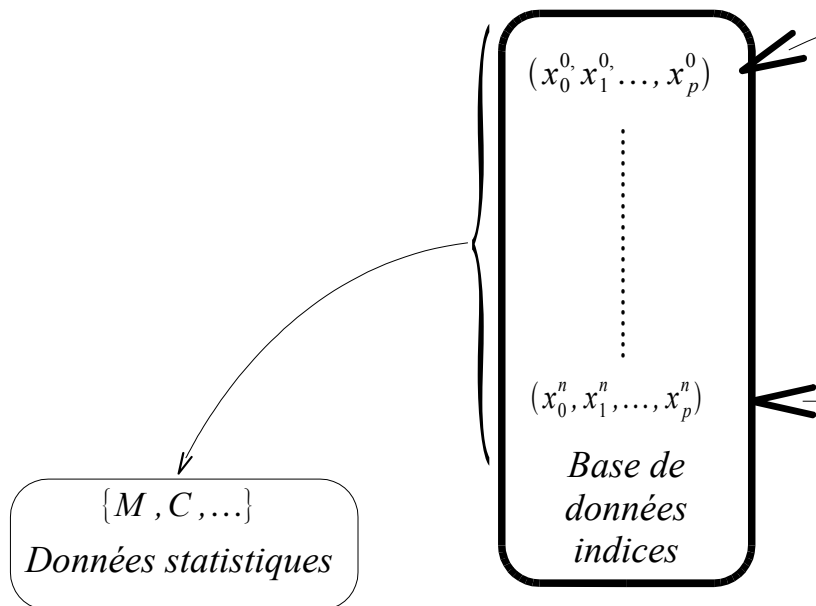 (x_0^{0,} x_1^{0,} ..., x_p^0)
(x_0^n, x_1^n, ..., x_p^n)
Base de
données
indices
{M , C , ...}
Données statistiques